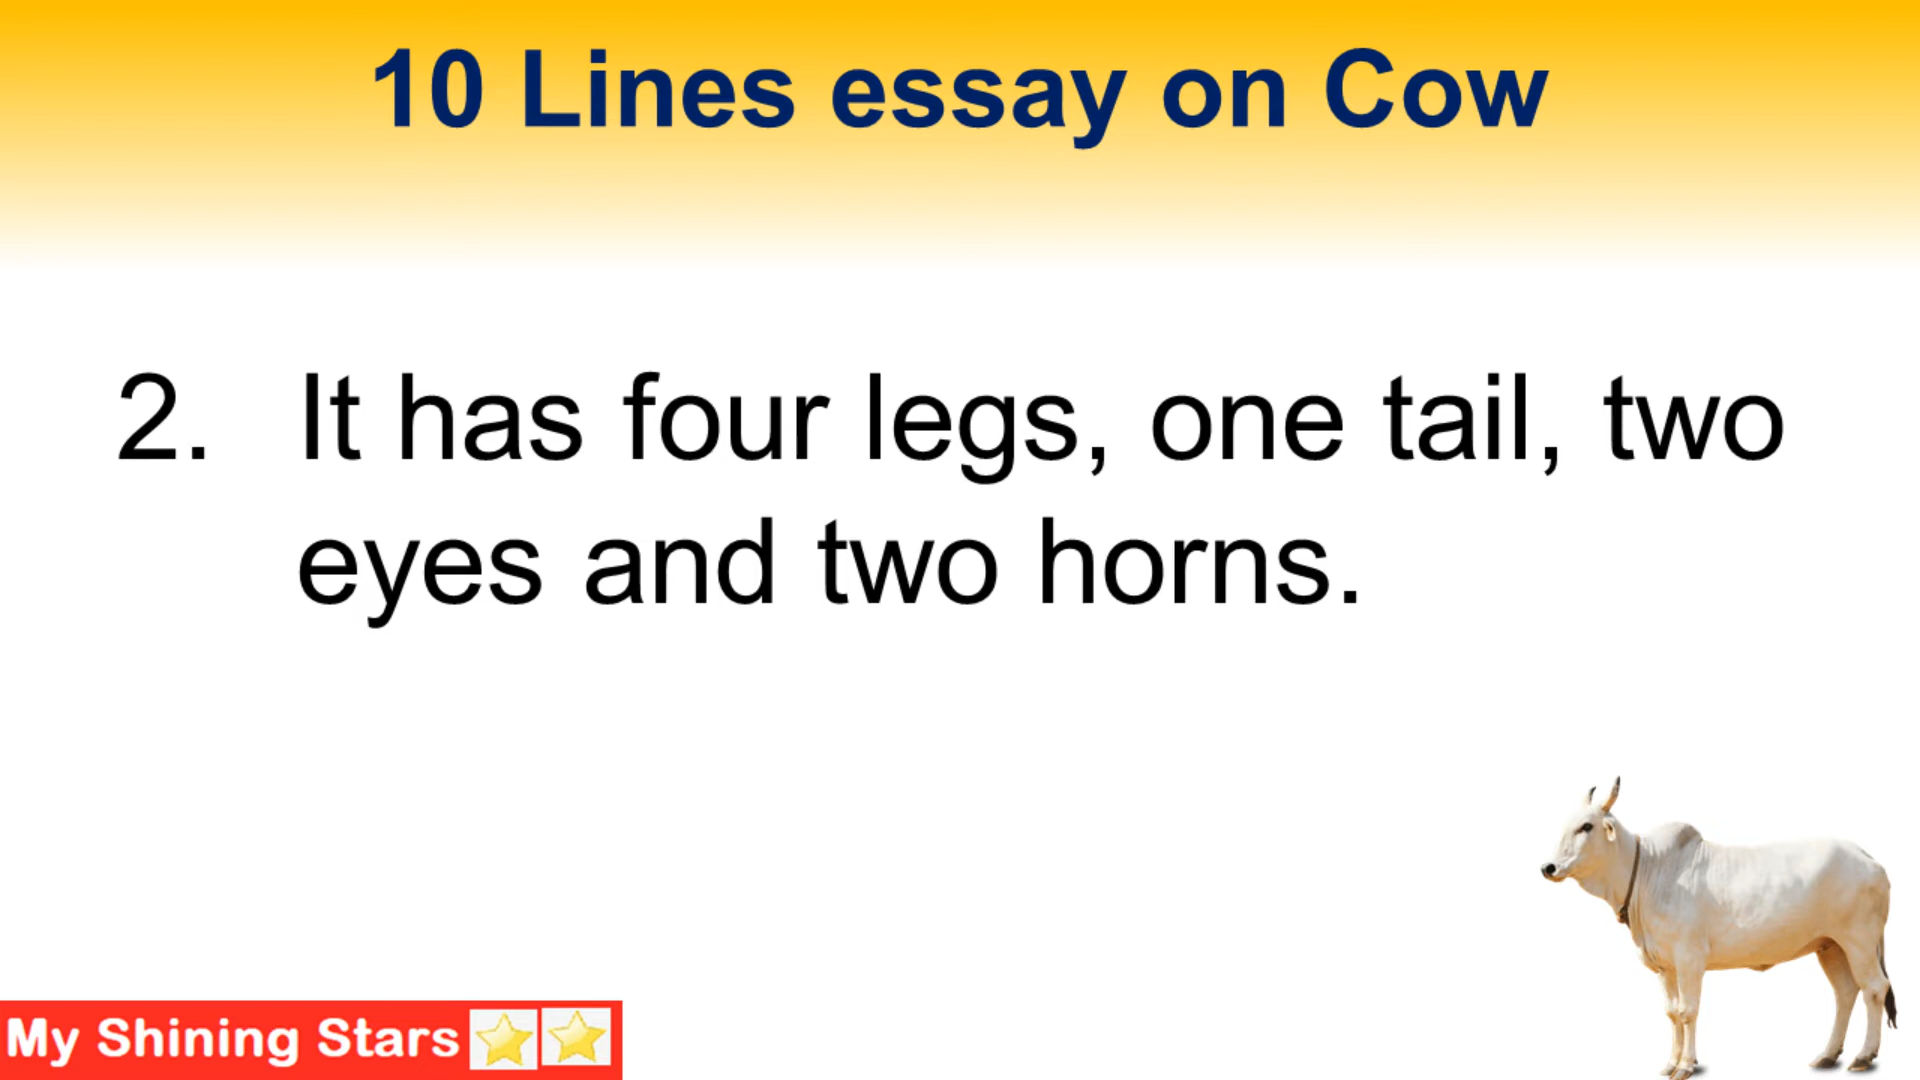 10 Lines essay on Cow
2. It has four legs, one tail, two
eyes and two horns.
My Shining Stars